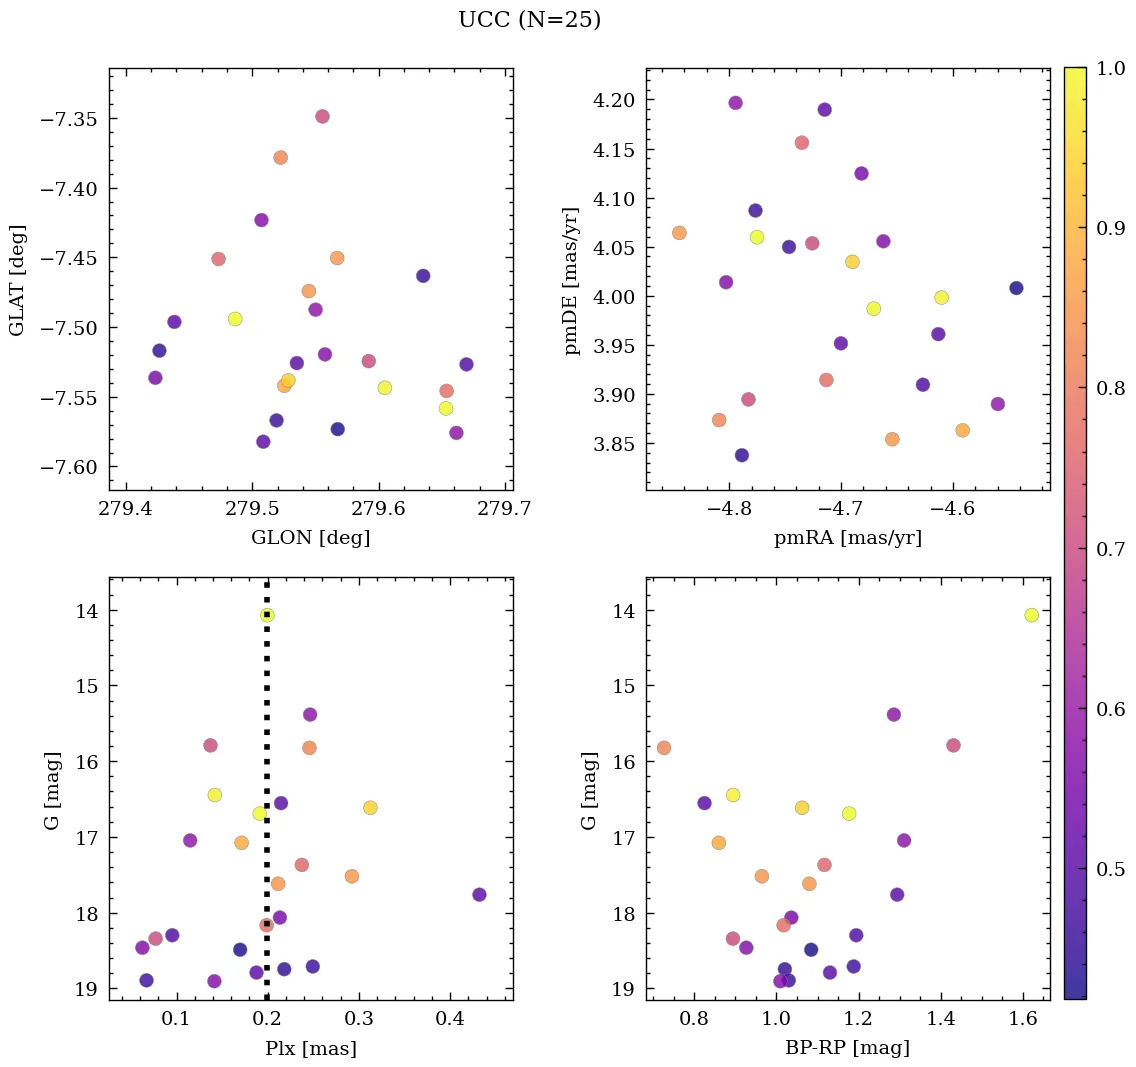 UCC (N=25)
−7.35
−7.40
−7.45
−7.50
−7.55
−7.60
GLAT [deg]
279.4 279.5 279.6 279.7
GLON [deg]
4.20
4.15
4.10
4.05
4.00
3.95
3.90
3.85
pmDE [mas/yr]
−4.8 −4.7 −4.6
pmRA [mas/yr]
14
15
16
17
18
19
G [mag]
0.1 0.2 0.3 0.4
Plx [mas]
14
15
16
17
18
19
G [mag]
0.8 1.0 1.2 1.4 1.6
BP-RP [mag]
1.0
0.9
0.8
0.7
0.6
0.5